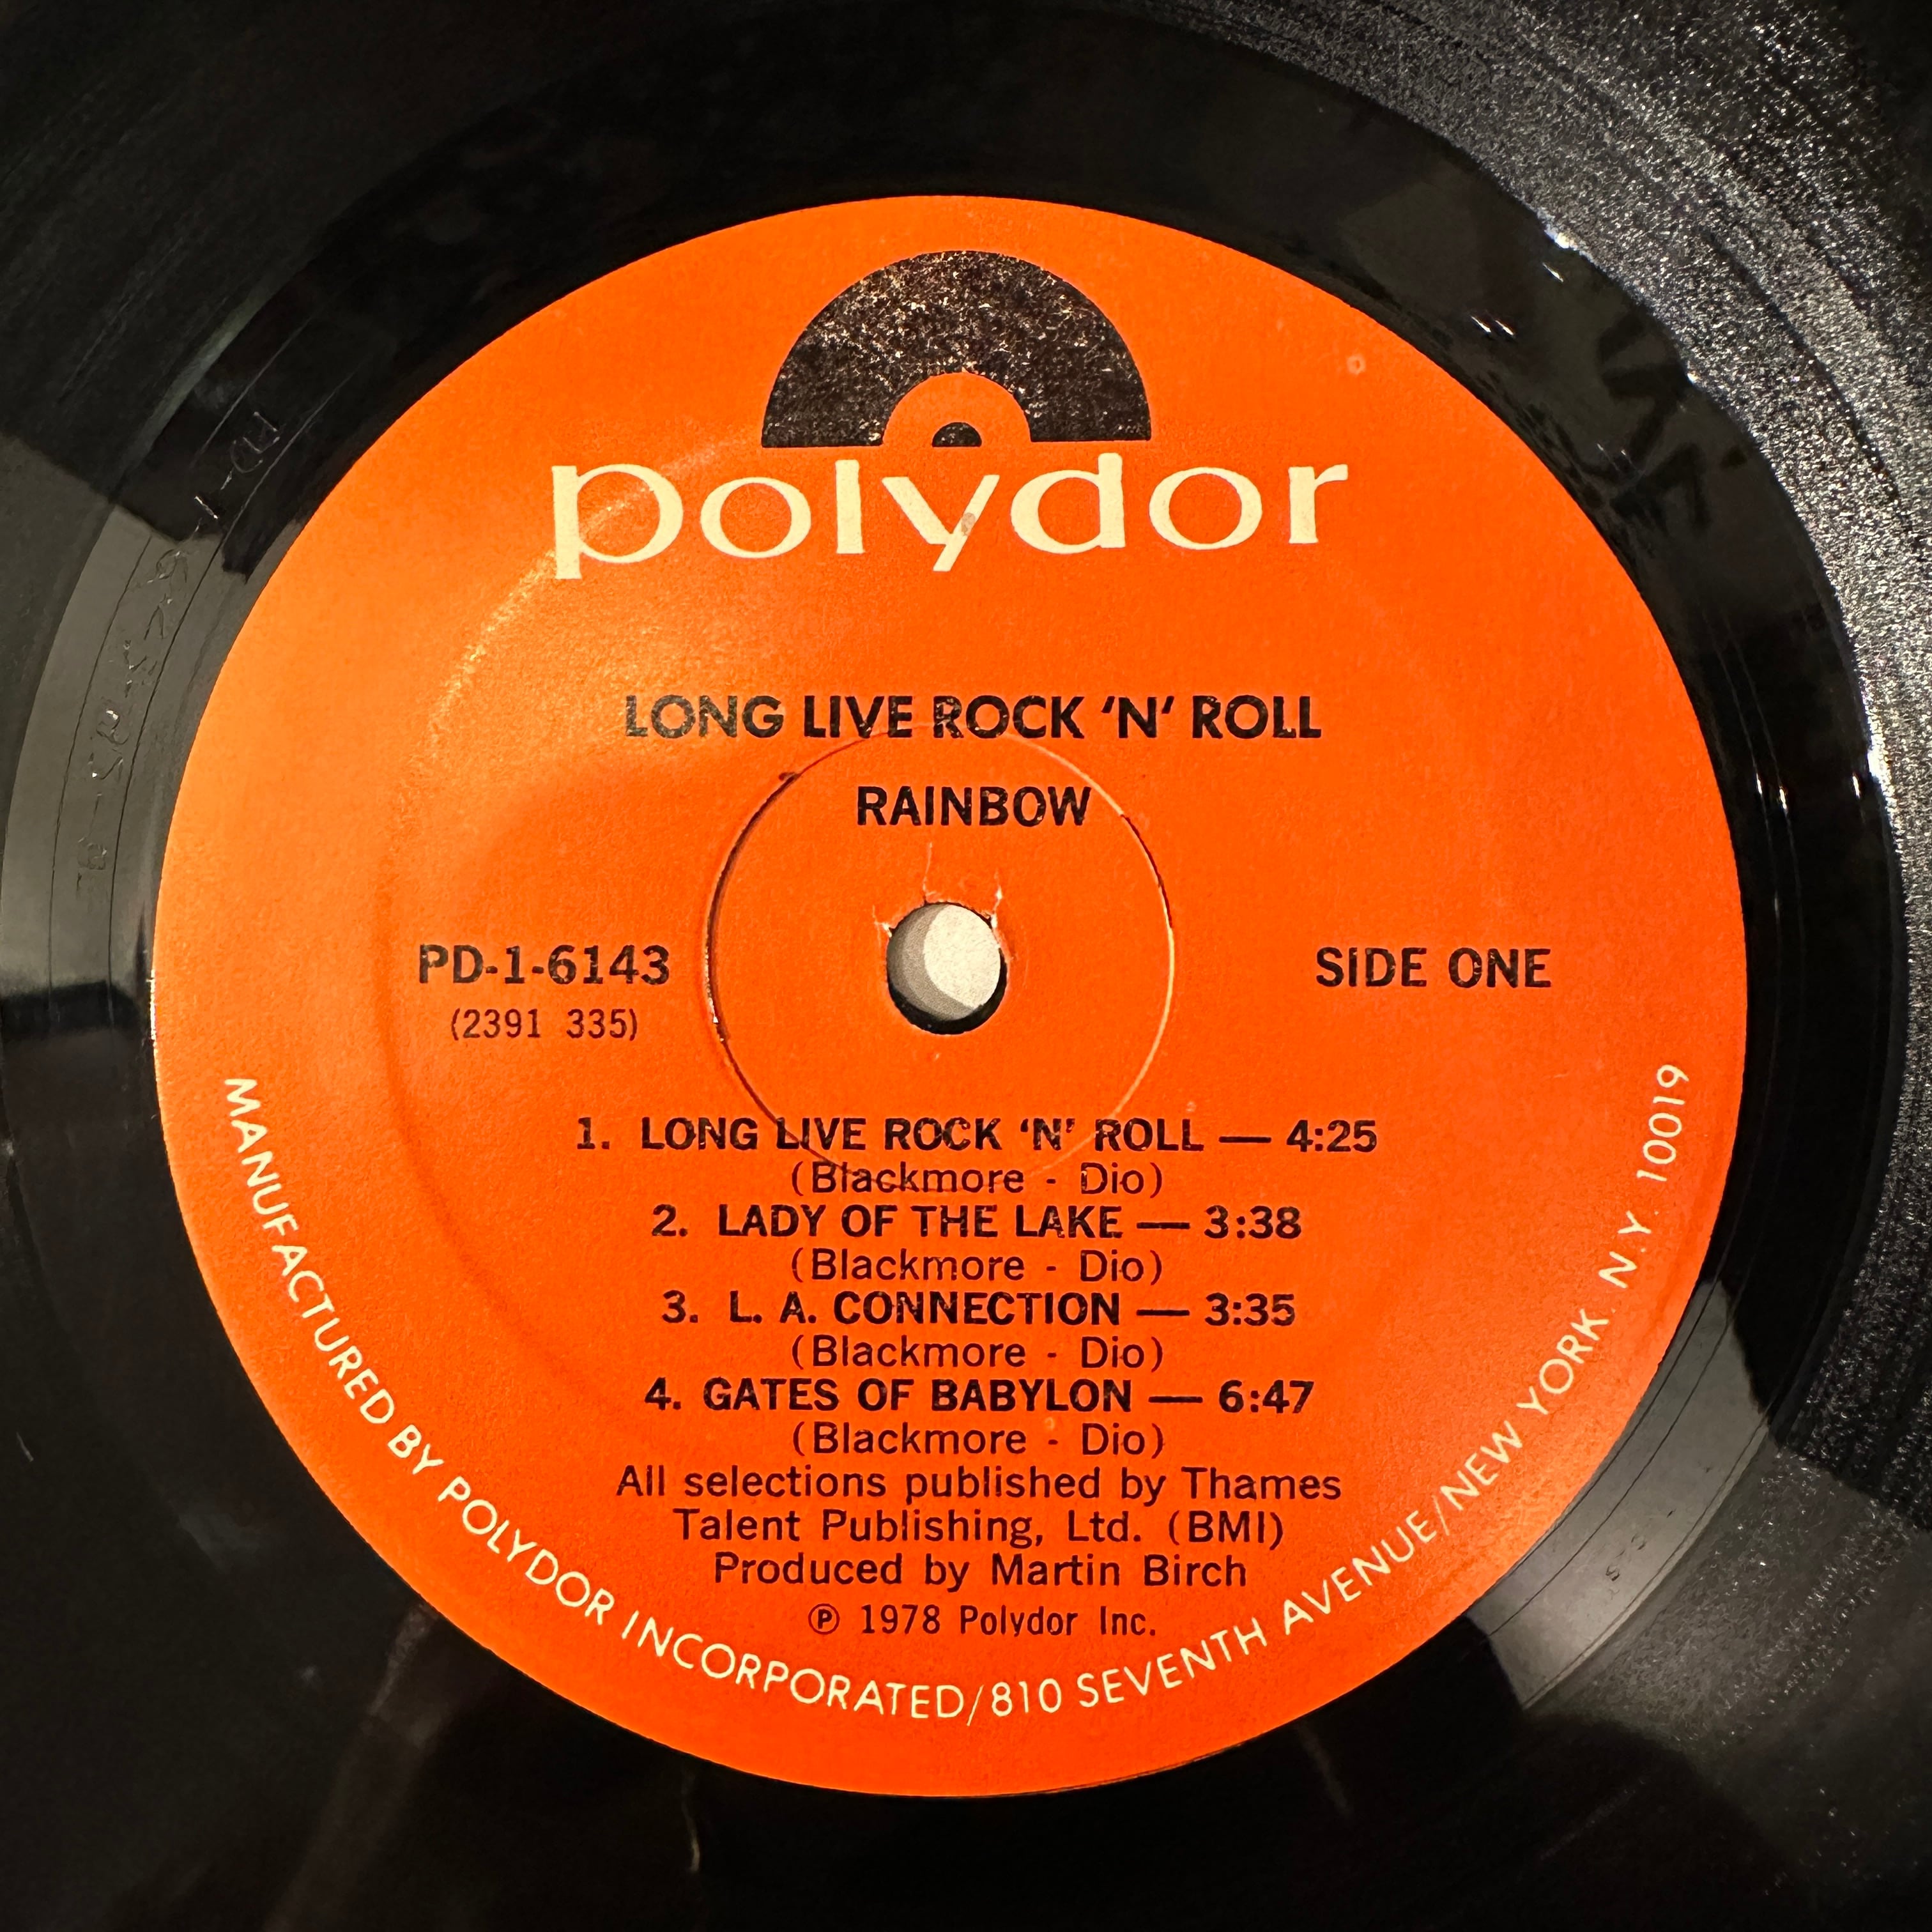 polydor
LONG LIVE ROCK ‘N’ ROLL
RAINBOW
PD-1-6143
(2391 335)
SIDE ONE
1. LONG LIVE ROCK ‘N’ ROLL — 4:25
(Blackmore - Dio)
2. LADY OF THE LAKE — 3:38
(Blackmore - Dio)
3. L. A. CONNECTION — 3:35
(Blackmore - Dio)
4. GATES OF BABYLON — 6:47
(Blackmore - Dio)
All selections published by Thames
Talent Publishing, Ltd. (BMI)
Produced by Martin Birch
℗ 1978 Polydor Inc.
MANUFACTURED BY POLYDOR INCORPORATED/810 SEVENTH AVENUE/NEW YORK, N.Y. 10019